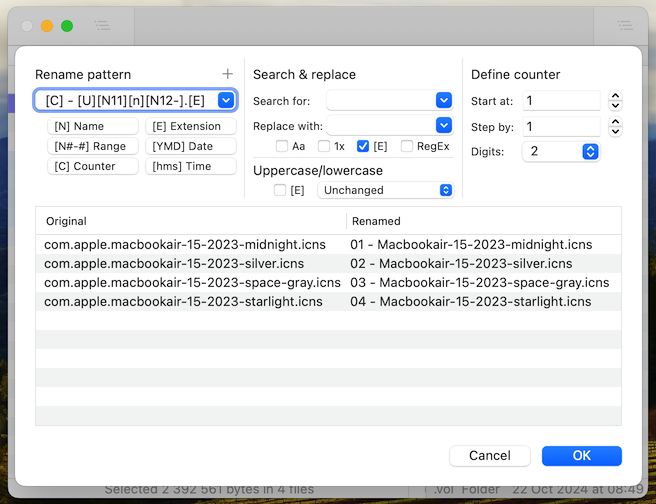 Rename pattern
[C] - [U][N11][n][N12-].[E]
[N] Name
[E] Extension
[N#-#] Range
[YMD] Date
[C] Counter
[hms] Time
Search & replace
Search for:
Replace with:
Aa
1x
[E]
RegEx
Uppercase/lowercase
[E]
Unchanged
Define counter
Start at: 1
Step by: 1
Digits: 2
Original
Renamed
com.apple.macbookair-15-2023-midnight.icns
01 - Macbookair-15-2023-midnight.icns
com.apple.macbookair-15-2023-silver.icns
02 - Macbookair-15-2023-silver.icns
com.apple.macbookair-15-2023-space-gray.icns
03 - Macbookair-15-2023-space-gray.icns
com.apple.macbookair-15-2023-starlight.icns
04 - Macbookair-15-2023-starlight.icns
Cancel
OK
Selected 2 392 561 bytes in 4 files
.vol Folder 22 Oct 2024 at 08:49